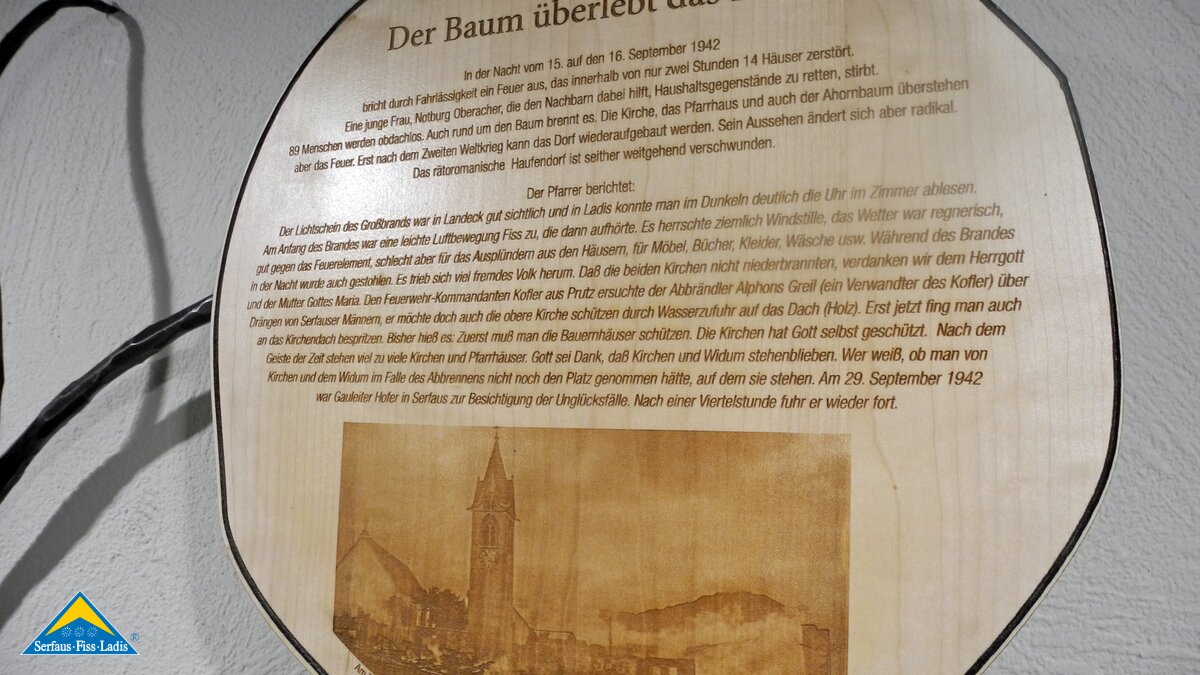 Der Baum überlebt das
In der Nacht vom 15. auf den 16. September 1942
bricht durch Fahrlässigkeit ein Feuer aus, das innerhalb von nur zwei Stunden 14 Häuser zerstört.
Eine junge Frau, Notburg Oberacher, die den Nachbarn dabei hilft, Haushaltsgegenstände zu retten, stirbt.
89 Menschen werden obdachlos. Auch rund um den Baum brennt es. Die Kirche, das Pfarrhaus und auch der Ahornbaum überstehen
aber das Feuer. Erst nach dem Zweiten Weltkrieg kann das Dorf wiederaufgebaut werden. Sein Aussehen ändert sich aber radikal.
Das rätoromanische Haufendorf ist seither weitgehend verschwunden.
Der Pfarrer berichtet:
Der Lichtschein des Großbrands war in Landeck gut sichtlich und in Ladis konnte man im Dunkeln deutlich die Uhr im Zimmer ablesen.
Am Anfang des Brandes war eine leichte Luftbewegung Fiss zu, die dann aufhörte. Es herrschte ziemlich Windstille, das Wetter war regnerisch,
gut gegen das Feuerelement, schlecht aber für das Ausplündern aus den Häusern, für Möbel, Bücher, Kleider, Wäsche usw. Während des Brandes
in der Nacht wurde auch gestohlen. Es trieb sich viel fremdes Volk herum. Daß die beiden Kirchen nicht niederbrannten, verdanken wir dem Herrgott
und der Mutter Gottes Maria. Den Feuerwehr-Kommandanten Kofler aus Prutz ersuchte der Abbrändler Alphons Greil (ein Verwandter des Kofler) über
Drängen von Serfauser Männern, er möchte doch auch die obere Kirche schützen durch Wasserzufuhr auf das Dach (Holz). Erst jetzt fing man auch
an das Kirchendach bespritzen. Bisher hieß es: Zuerst muß man die Bauernhäuser schützen. Die Kirchen hat Gott selbst geschützt. Nach dem
Geiste der Zeit stehen viel zu viele Kirchen und Pfarrhäuser. Gott sei Dank, daß Kirchen und Widum stehenblieben. Wer weiß, ob man von
Kirchen und dem Widum im Falle des Abbrennens nicht noch den Platz genommen hätte, auf dem sie stehen. Am 29. September 1942
war Gauleiter Hofer in Serfaus zur Besichtigung der Unglücksfälle. Nach einer Viertelstunde fuhr er wieder fort.
Am
Serfaus·Fiss·Ladis®